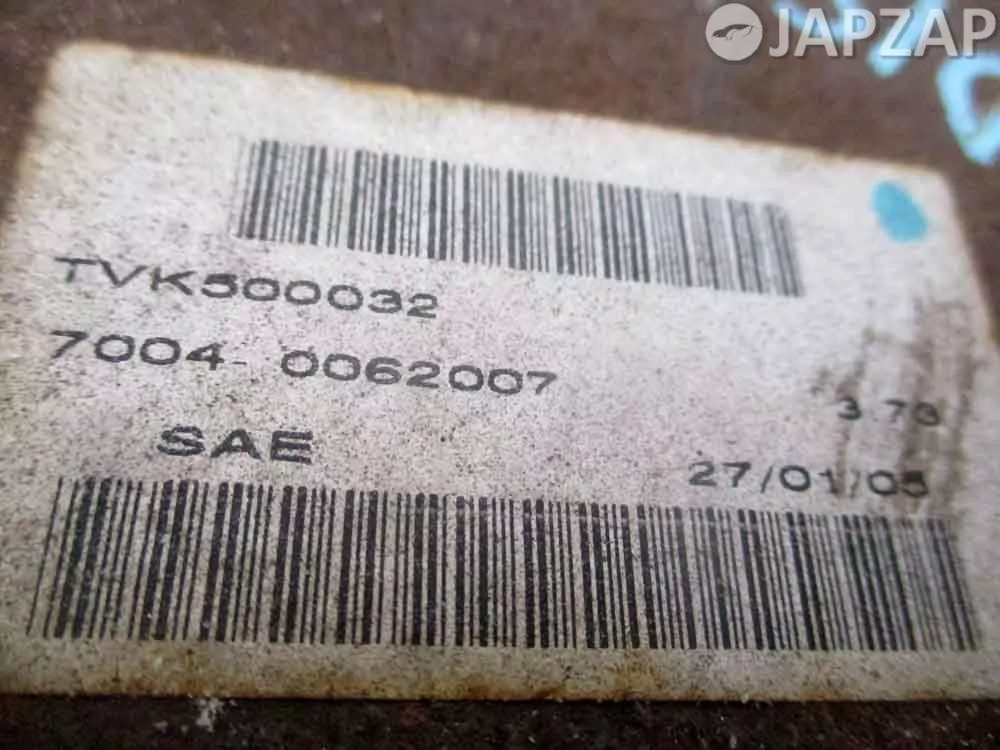 JAPZAP
TVK500032
7004- 0062007
3.73
SAE
27/01/05